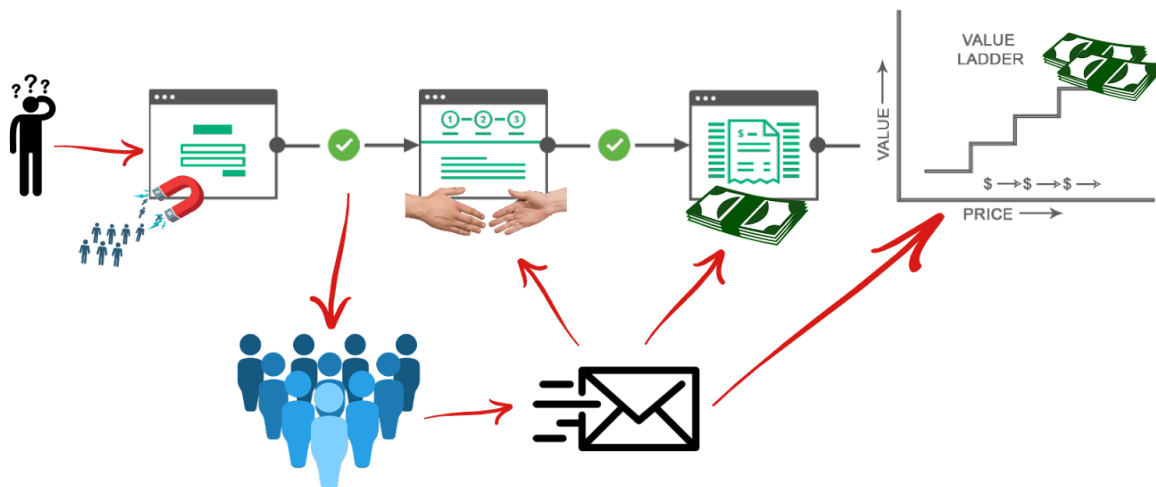 ? ? ?
1 2 3
$
VALUE
LADDER
VALUE
$ $ $
PRICE